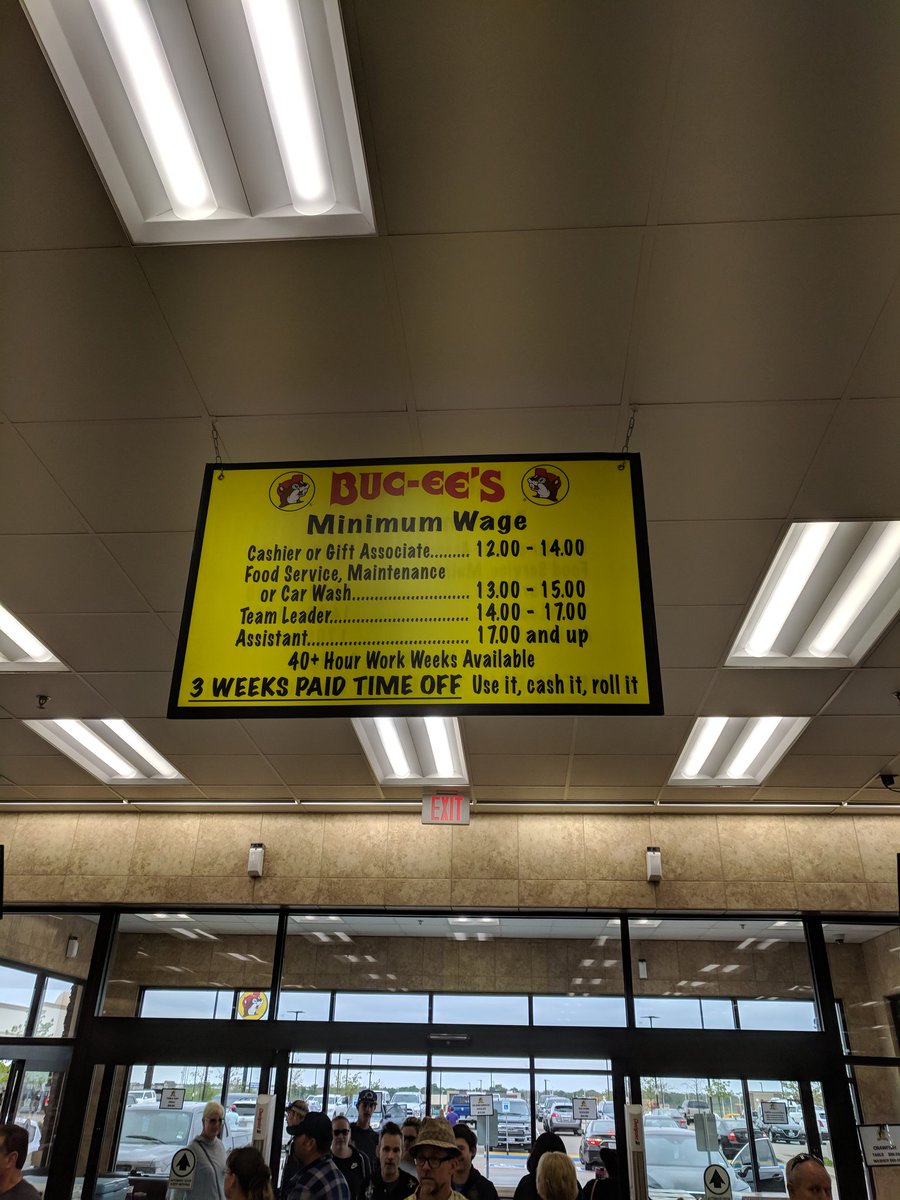 BUC-EE'S
Minimum Wage
Cashier or Gift Associate......... 12.00 - 14.00
Food Service, Maintenance
or Car Wash........................... 13.00 - 15.00
Team Leader................................ 14.00 - 17.00
Assistant..................................... 17.00 and up
40+ Hour Work Weeks Available
3 WEEKS PAID TIME OFF Use it, cash it, roll it
EXIT